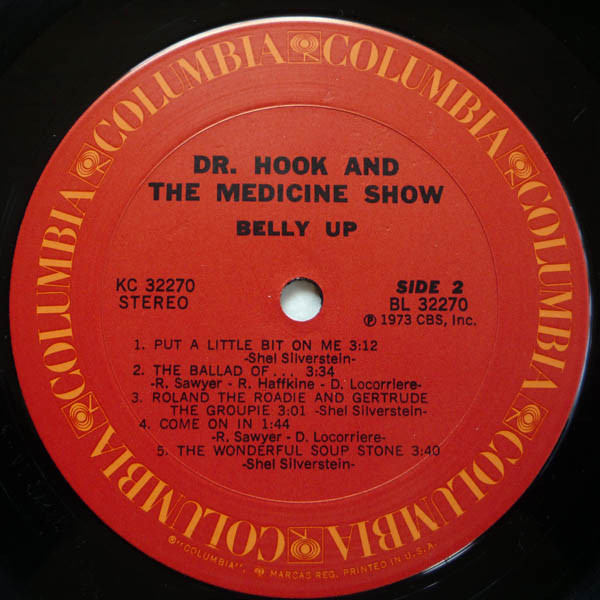 COLUMBIA COLUMBIA COLUMBIA COLUMBIA COLUMBIA COLUMBIA
DR. HOOK AND
THE MEDICINE SHOW
BELLY UP
KC 32270
STEREO
SIDE 2
BL 32270
℗ 1973 CBS, Inc.
1. PUT A LITTLE BIT ON ME 3:12
-Shel Silverstein-
2. THE BALLAD OF... 3:34
-R. Sawyer - R. Haffkine - D. Locorriere-
3. ROLAND THE ROADIE AND GERTRUDE
THE GROUPIE 3:01 -Shel Silverstein-
4. COME ON IN 1:44
-R. Sawyer - D. Locorriere-
5. THE WONDERFUL SOUP STONE 3:40
-Shel Silverstein-
®"COLUMBIA", MARCAS REG. PRINTED IN U.S.A.